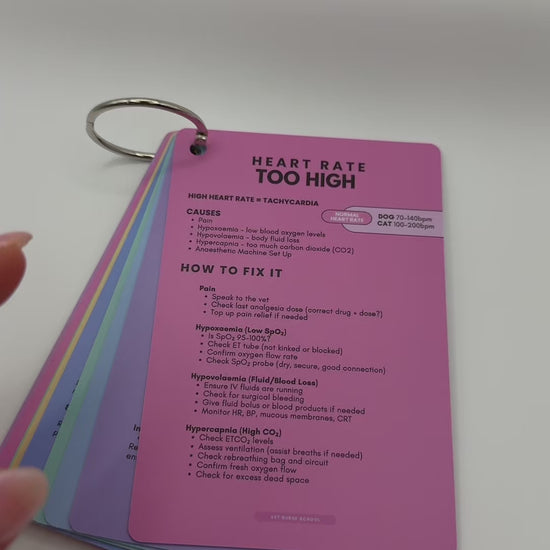 HEART RATE
TOO HIGH
HIGH HEART RATE = TACHYCARDIA
NORMAL
HEART RATE
DOG 70-140bpm
CAT 100-200bpm
CAUSES
• Pain
• Hypoxaemia - low blood oxygen levels
• Hypovolaemia - body fluid loss
• Hypercapnia - too much carbon dioxide (CO2)
• Anaesthetic Machine Set Up
HOW TO FIX IT
Pain
• Speak to the vet
• Check last analgesia dose (correct drug + dose?)
• Top up pain relief if needed
Hypoxaemia (Low SpO₂)
• Is SpO₂ 95-100%?
• Check ET tube (not kinked or blocked)
• Confirm oxygen flow rate
• Check SpO₂ probe (dry, secure, good connection)
Hypovolaemia (Fluid/Blood Loss)
• Ensure IV fluids are running
• Check for surgical bleeding
• Give fluid bolus or blood products if needed
• Monitor HR, BP, mucous membranes, CRT
Hypercapnia (High CO₂)
• Check ETCO₂ levels
• Assess ventilation (assist breaths if needed)
• Check rebreathing bag and circuit
• Confirm fresh oxygen flow
• Check for excess dead space
VET NURSE SCHOOL